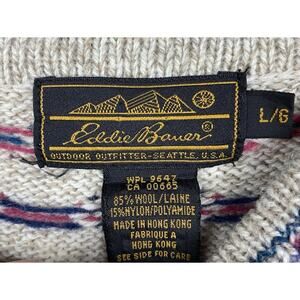 Eddie Bauer®
OUTDOOR OUTFITTER-SEATTLE, U.S.A.
L/G
WPL 9647
CA 00665
85% WOOL/LAINE
15% NYLON/POLYAMIDE
MADE IN HONG KONG
FABRIQUE A
HONG KONG
SEE SIDE FOR CARE